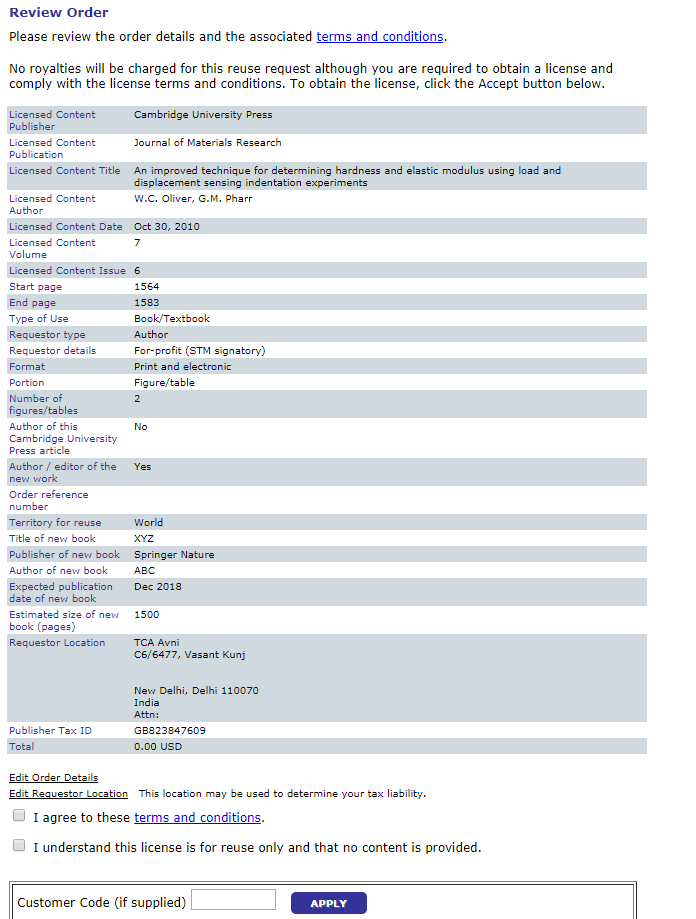 Review Order
Please review the order details and the associated terms and conditions.
No royalties will be charged for this reuse request although you are required to obtain a license and
comply with the license terms and conditions. To obtain the license, click the Accept button below.
Licensed Content Publisher Cambridge University Press
Licensed Content Publication Journal of Materials Research
Licensed Content Title An improved technique for determining hardness and elastic modulus using load and
displacement sensing indentation experiments
Licensed Content Author W.C. Oliver, G.M. Pharr
Licensed Content Date Oct 30, 2010
Licensed Content Volume 7
Licensed Content Issue 6
Start page 1564
End page 1583
Type of Use Book/Textbook
Requestor type Author
Requestor details For-profit (STM signatory)
Format Print and electronic
Portion Figure/table
Number of figures/tables 2
Author of this Cambridge University Press article No
Author / editor of the new work Yes
Order reference number
Territory for reuse World
Title of new book XYZ
Publisher of new book Springer Nature
Author of new book ABC
Expected publication date of new book Dec 2018
Estimated size of new book (pages) 1500
Requestor Location TCA Avni
C6/6477, Vasant Kunj
New Delhi, Delhi 110070
India
Attn:
Publisher Tax ID GB823847609
Total 0.00 USD
Edit Order Details
Edit Requestor Location This location may be used to determine your tax liability.
I agree to these terms and conditions.
I understand this license is for reuse only and that no content is provided.
Customer Code (if supplied) APPLY